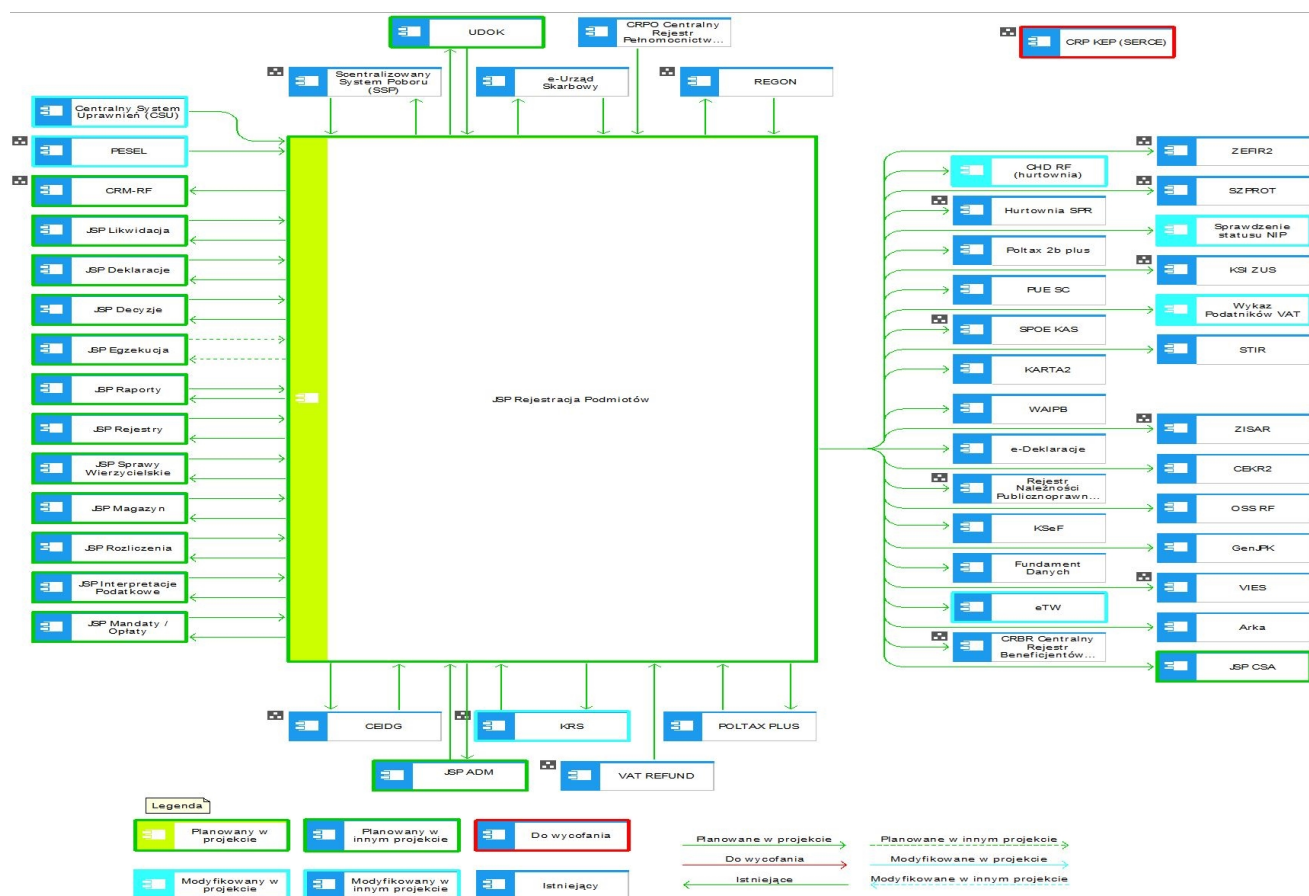 UDOK
CRPO Centralny
Rejestr
Pełnomocnictw...
CRP KEP (SERCE)
Scentralizowany
System Poboru
(SSP)
e-Urząd
Skarbowy
REGON
Centralny System
Uprawnień (CSU)
PESEL
CRM-RF
JSP Likwidacja
JSP Deklaracje
JSP Decyzje
JSP Egzekucja
JSP Raporty
JSP Rejestry
JSP Sprawy
Wierzycielskie
JSP Magazyn
JSP Rozliczenia
JSP Interpretacje
Podatkowe
JSP Mandaty /
Opłaty
JSP Rejestracja Podmiotów
CHD RF
(hurtownia)
Hurtownia SPR
Poltax 2b plus
PUE SC
SPOE KAS
KARTA2
WAIPB
e-Deklaracje
Rejestr
Należności
Publicznoprawn...
KSeF
Fundament
Danych
eTW
CRBR Centralny
Rejestr
Beneficjentów...
ZEFIR2
SZPROT
Sprawdzenie
statusu NIP
KSI ZUS
Wykaz
Podatników VAT
STIR
ZISAR
CEKR2
OSS RF
GenJPK
VIES
Arka
JSP CSA
CEIDG
KRS
POLTAX PLUS
JSP ADM
VAT REFUND
Legenda
Planowany w
projekcie
Planowany w
innym projekcie
Do wycofania
Modyfikowany w
projekcie
Modyfikowany w
innym projekcie
Istniejący
Planowane w projekcie
Do wycofania
Istniejące
Planowane w innym projekcie
Modyfikowane w projekcie
Modyfikowane w innym projekcie